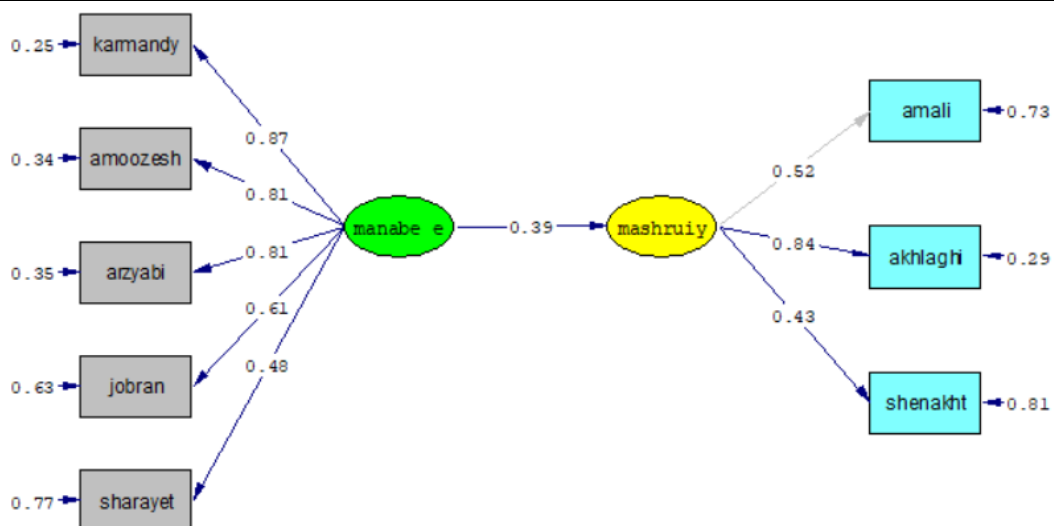 0.25
karmandy
0.34
amoozesh
0.35
arzyabi
0.63
jobran
0.77
sharayet
0.87
0.81
0.81
0.61
0.48
manabe e
0.39
mashruiy
0.52
0.84
0.43
amali
0.73
akhlaghi
0.29
shenakht
0.81